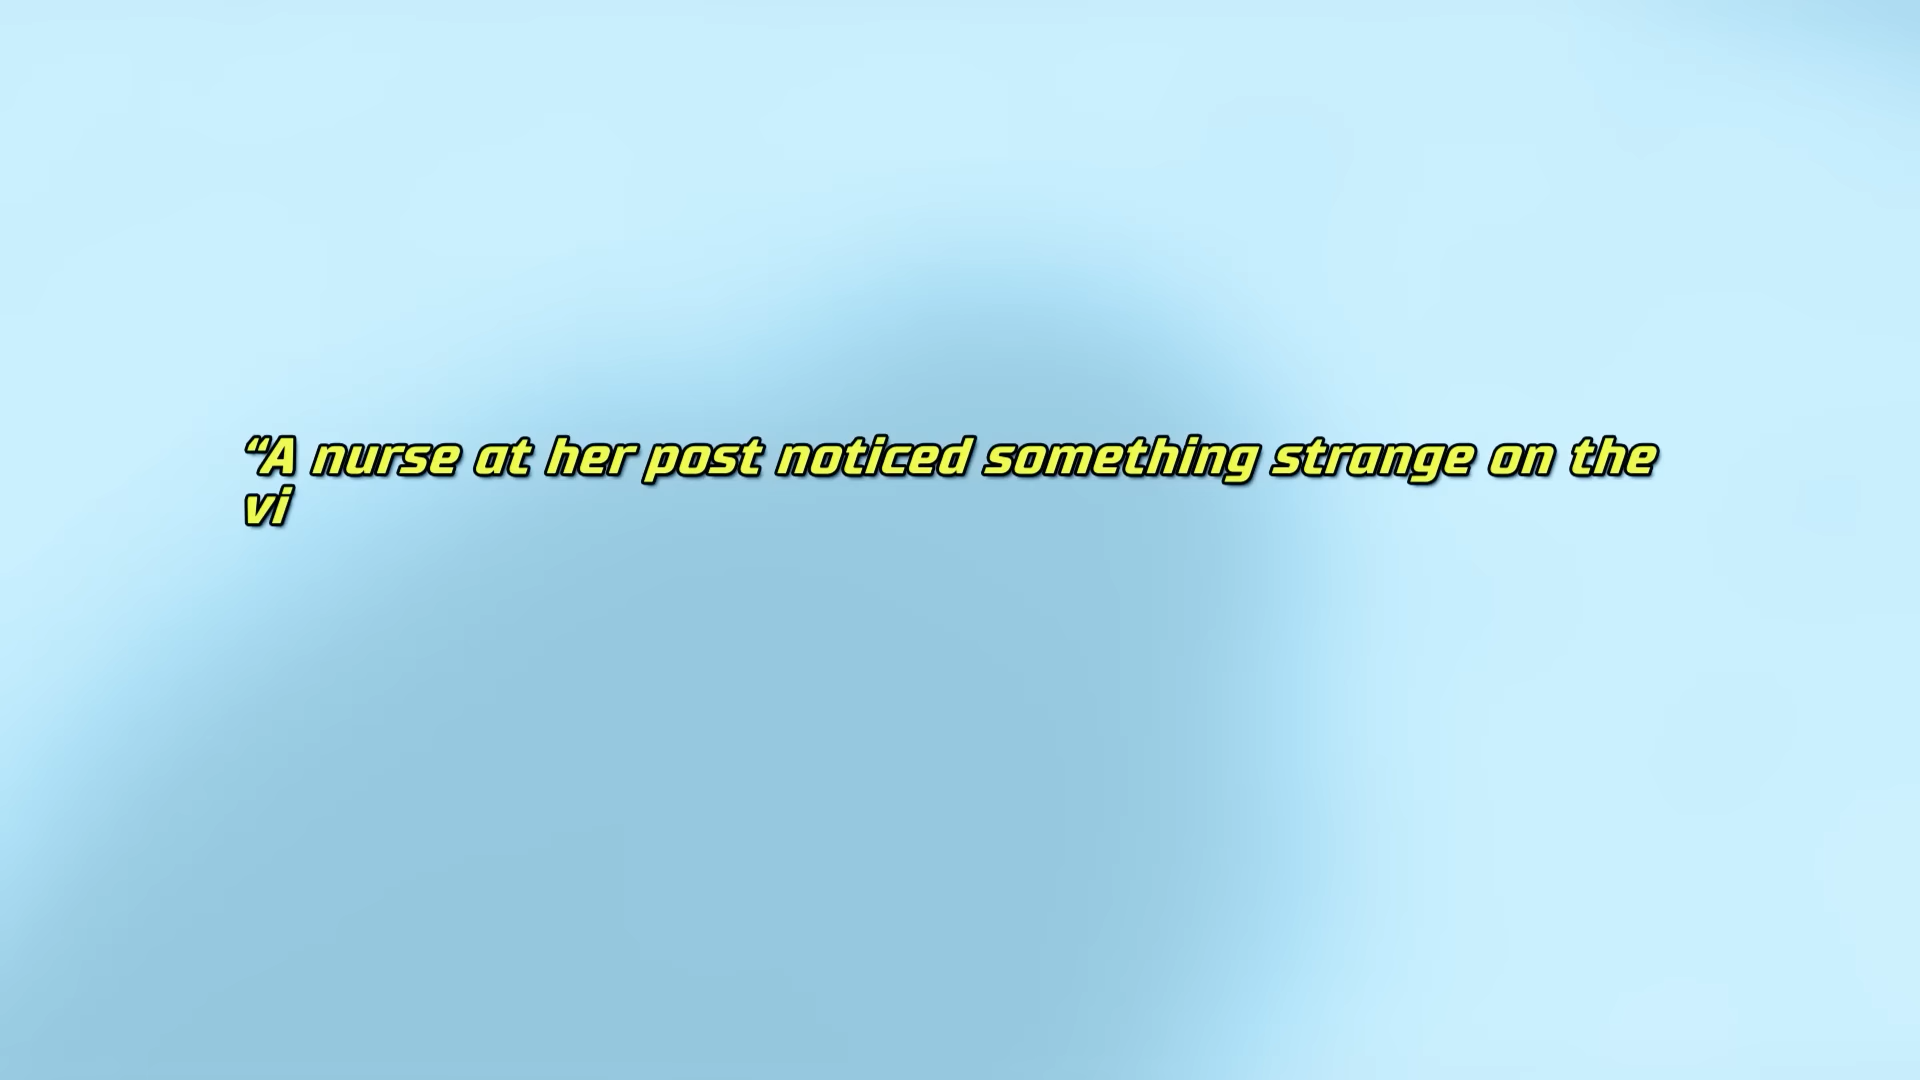 “A nurse at her post noticed something strange on the
vi